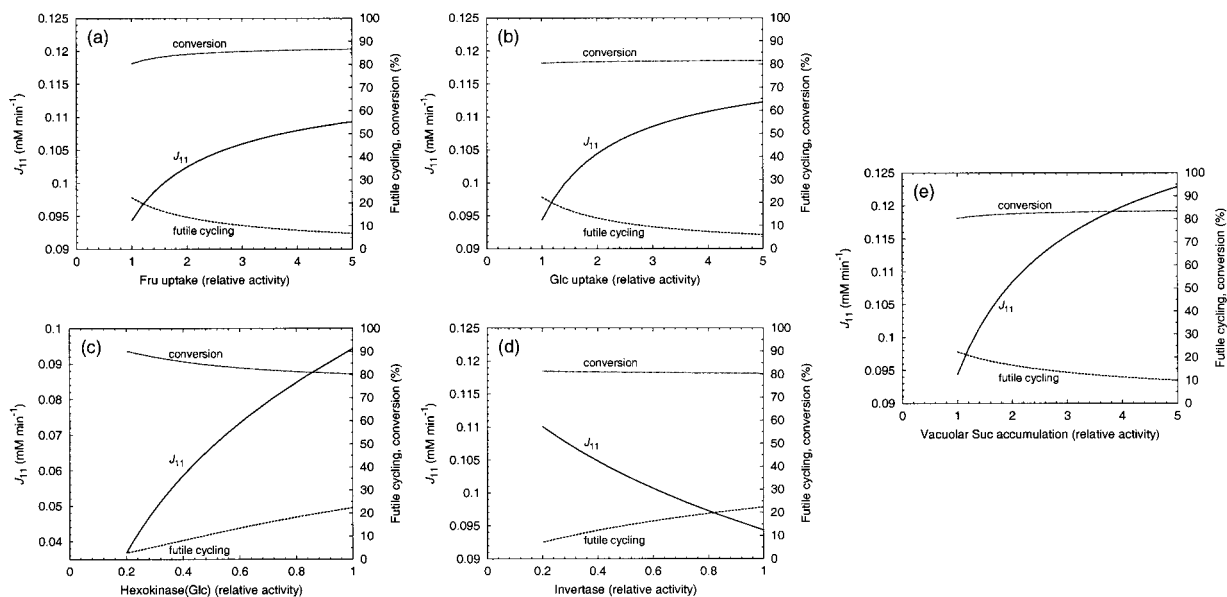 (a)
0.125
0.12
0.115
0.11
0.105
0.1
0.095
0.09
J11 (mM min−1)
conversion
J11
futile cycling
100
90
80
70
60
50
40
30
20
10
0
Futile cycling, conversion (%)
0 1 2 3 4 5
Fru uptake (relative activity)
(b)
0.125
0.12
0.115
0.11
0.105
0.1
0.095
0.09
J11 (mM min−1)
conversion
J11
futile cycling
100
90
80
70
60
50
40
30
20
10
0
Futile cycling, conversion (%)
0 1 2 3 4 5
Glc uptake (relative activity)
(c)
0.1
0.09
0.08
0.07
0.06
0.05
0.04
J11 (mM min−1)
conversion
J11
futile cycling
100
90
80
70
60
50
40
30
20
10
0
Futile cycling, conversion (%)
0 0.2 0.4 0.6 0.8 1
Hexokinase(Glc) (relative activity)
(d)
0.125
0.12
0.115
0.11
0.105
0.1
0.095
0.09
J11 (mM min−1)
conversion
J11
futile cycling
100
90
80
70
60
50
40
30
20
10
0
Futile cycling, conversion (%)
0 0.2 0.4 0.6 0.8 1
Invertase (relative activity)
(e)
0.125
0.12
0.115
0.11
0.105
0.1
0.095
0.09
J11 (mM min−1)
conversion
J11
futile cycling
100
90
80
70
60
50
40
30
20
10
0
Futile cycling, conversion (%)
0 1 2 3 4 5
Vacuolar Suc accumulation (relative activity)